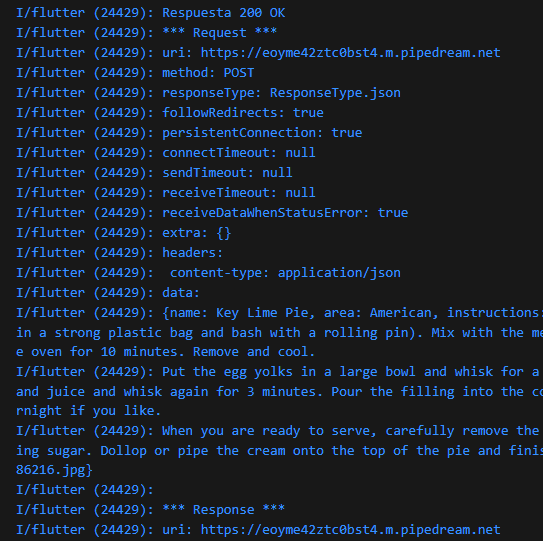 I/flutter (24429): Respuesta 200 OK
I/flutter (24429): *** Request ***
I/flutter (24429): uri: https://eoyme42ztc0bst4.m.pipedream.net
I/flutter (24429): method: POST
I/flutter (24429): responseType: ResponseType.json
I/flutter (24429): followRedirects: true
I/flutter (24429): persistentConnection: true
I/flutter (24429): connectTimeout: null
I/flutter (24429): sendTimeout: null
I/flutter (24429): receiveTimeout: null
I/flutter (24429): receiveDataWhenStatusError: true
I/flutter (24429): extra: {}
I/flutter (24429): headers:
I/flutter (24429):  content-type: application/json
I/flutter (24429): data:
I/flutter (24429): {name: Key Lime Pie, area: American, instructions:
in a strong plastic bag and bash with a rolling pin). Mix with the me
e oven for 10 minutes. Remove and cool.
I/flutter (24429): Put the egg yolks in a large bowl and whisk for a
and juice and whisk again for 3 minutes. Pour the filling into the co
rnight if you like.
I/flutter (24429): When you are ready to serve, carefully remove the
ing sugar. Dollop or pipe the cream onto the top of the pie and finis
86216.jpg}
I/flutter (24429):
I/flutter (24429): *** Response ***
I/flutter (24429): uri: https://eoyme42ztc0bst4.m.pipedream.net